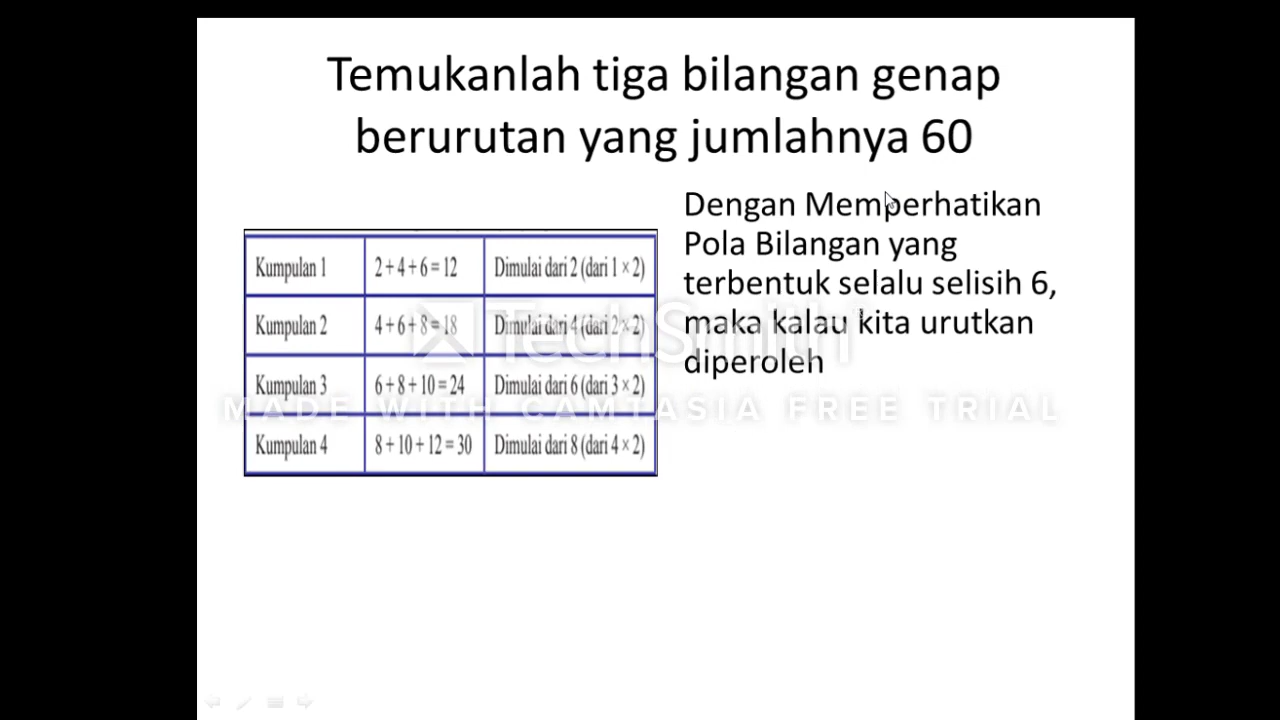 Temukanlah tiga bilangan genap
berurutan yang jumlahnya 60
Dengan Memperhatikan
Pola Bilangan yang
terbentuk selalu selisih 6,
maka kalau kita urutkan
diperoleh
Kumpulan 1 2 + 4 + 6 = 12 Dimulai dari 2 (dari 1 × 2)
Kumpulan 2 4 + 6 + 8 = 18 Dimulai dari 4 (dari 2 × 2)
Kumpulan 3 6 + 8 + 10 = 24 Dimulai dari 6 (dari 3 × 2)
Kumpulan 4 8 + 10 + 12 = 30 Dimulai dari 8 (dari 4 × 2)
TechSmith
MADE WITH CAMTASIA FREE TRIAL